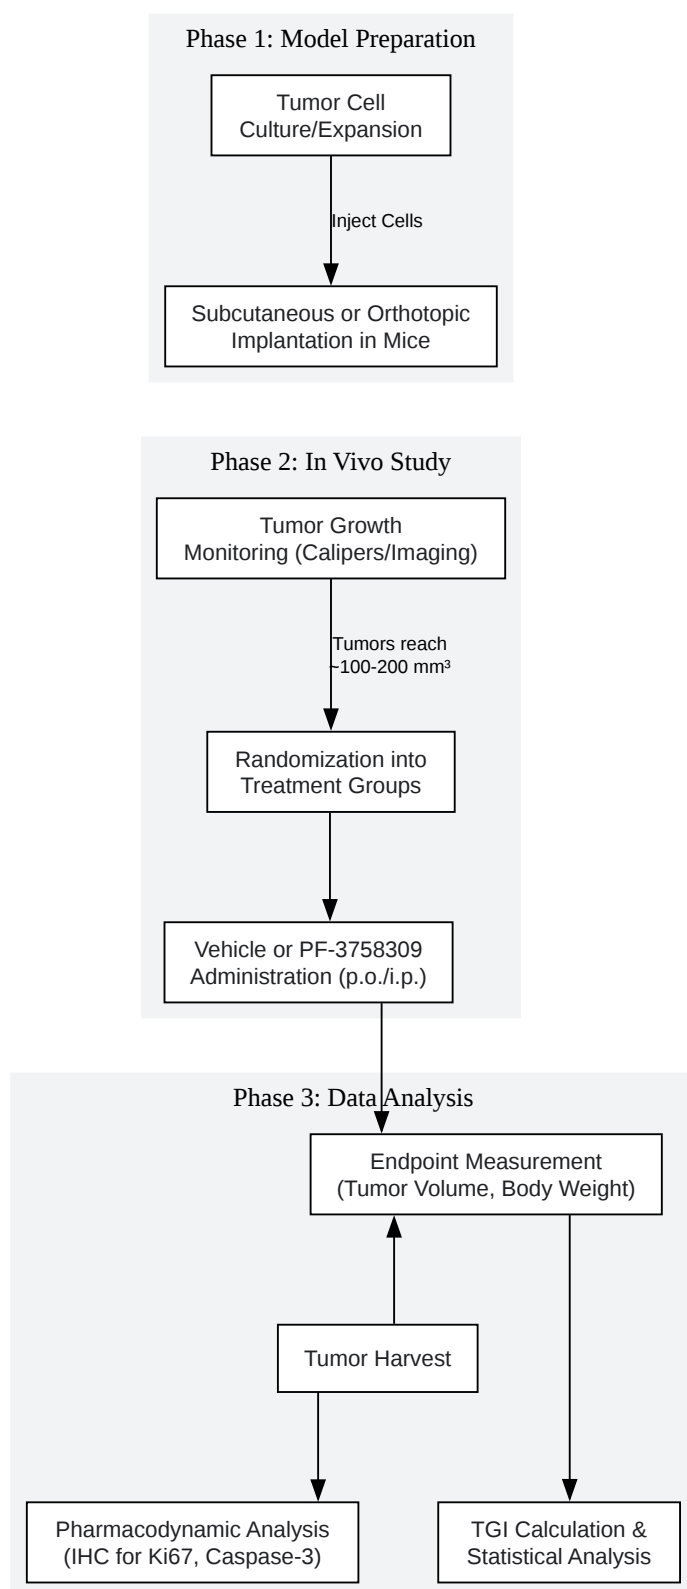 Phase 1: Model Preparation
Tumor Cell
Culture/Expansion
Inject Cells
Subcutaneous or Orthotopic
Implantation in Mice
Phase 2: In Vivo Study
Tumor Growth
Monitoring (Calipers/Imaging)
Tumors reach
~100-200 mm³
Randomization into
Treatment Groups
Vehicle or PF-3758309
Administration (p.o./i.p.)
Phase 3: Data Analysis
Endpoint Measurement
(Tumor Volume, Body Weight)
Tumor Harvest
Pharmacodynamic Analysis
(IHC for Ki67, Caspase-3)
TGI Calculation &
Statistical Analysis